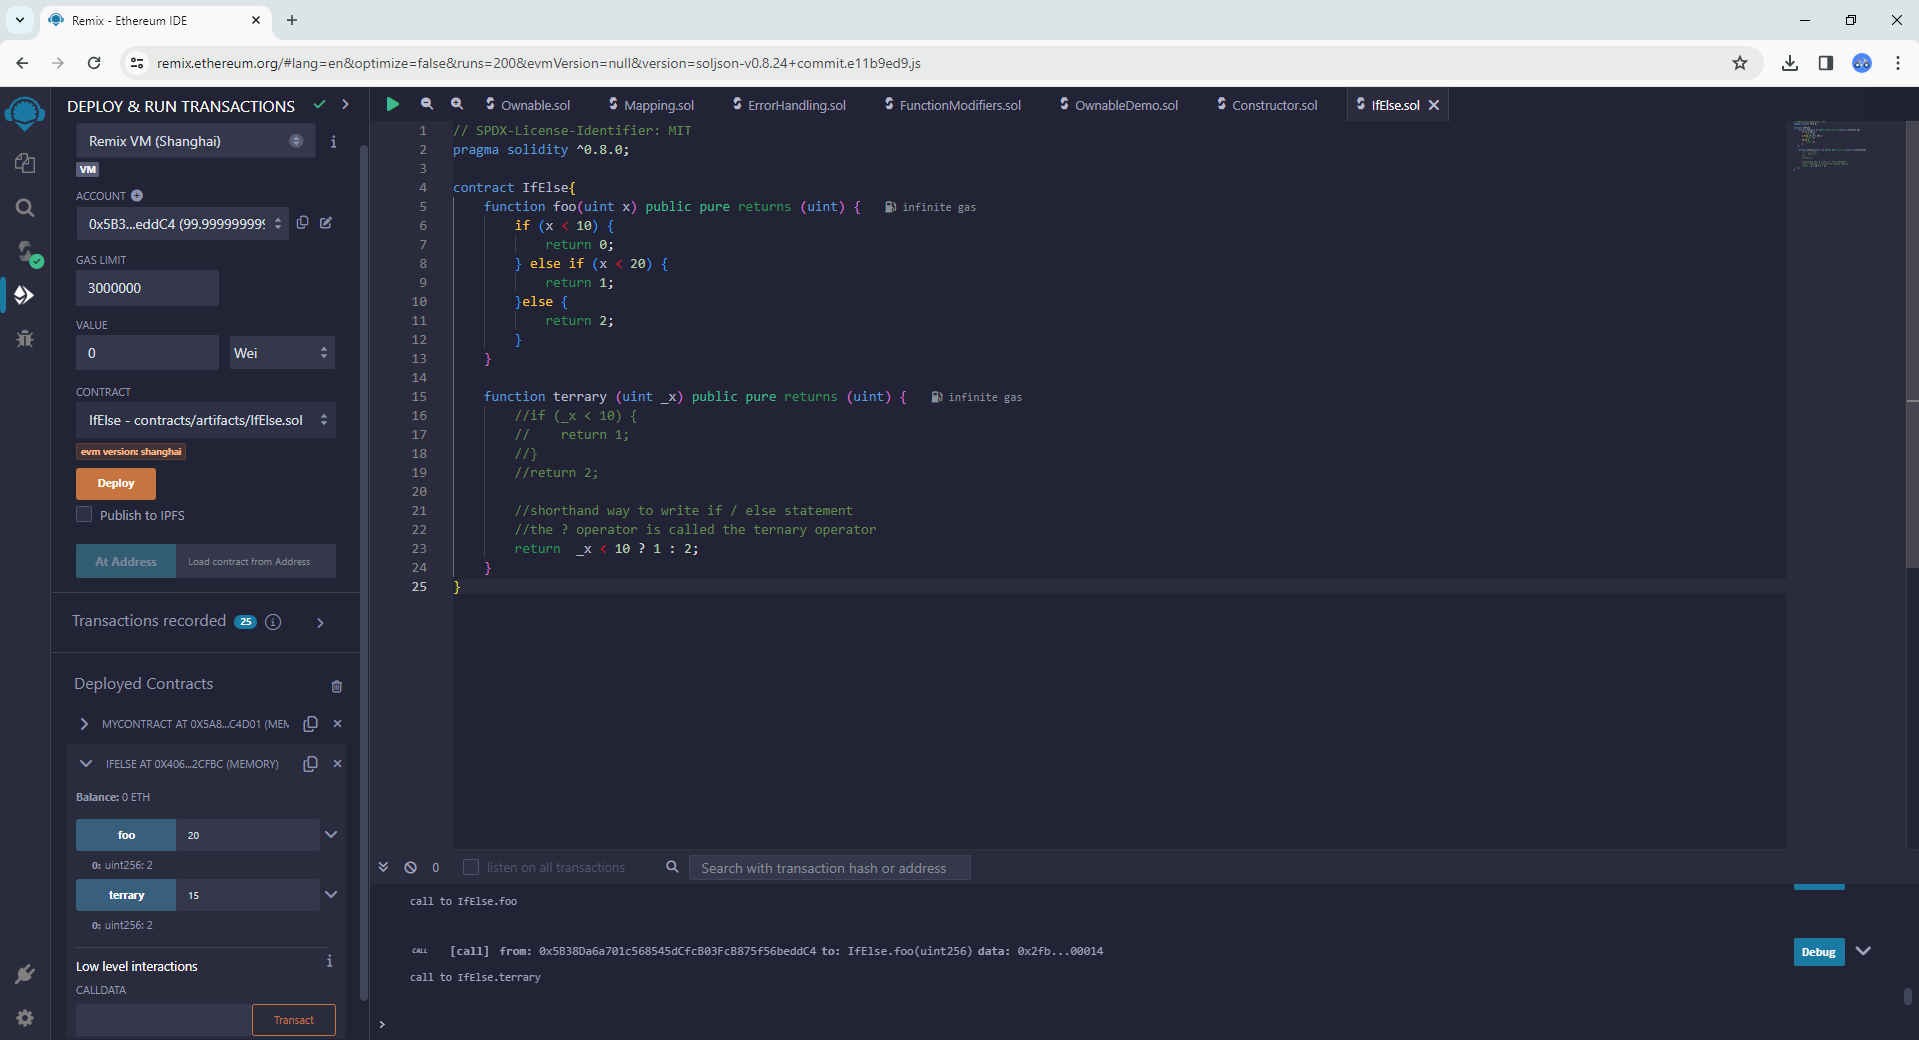 Remix - Ethereum IDE
remix.ethereum.org/#lang=en&optimize=false&runs=200&evmVersion=null&version=soljson-v0.8.24+commit.e11b9ed9.js
DEPLOY & RUN TRANSACTIONS
Remix VM (Shanghai)
VM
ACCOUNT
0x5B3...eddC4 (99.999999999
GAS LIMIT
3000000
VALUE
0
Wei
CONTRACT
IfElse - contracts/artifacts/IfElse.sol
evm version: shanghai
Deploy
Publish to IPFS
At Address
Load contract from Address
Transactions recorded 25
Deployed Contracts
MYCONTRACT AT 0X5A8...C4D01 (MEM
IFELSE AT 0X406...2CFBC (MEMORY)
Balance: 0 ETH
foo
20
0: uint256: 2
terrary
15
0: uint256: 2
Low level interactions
CALLDATA
Transact
Ownable.sol
Mapping.sol
ErrorHandling.sol
FunctionModifiers.sol
OwnableDemo.sol
Constructor.sol
IfElse.sol
1 // SPDX-License-Identifier: MIT
2 pragma solidity ^0.8.0;
3
4 contract IfElse{
5 function foo(uint x) public pure returns (uint) { infinite gas
6 if (x < 10) {
7 return 0;
8 } else if (x < 20) {
9 return 1;
10 }else {
11 return 2;
12 }
13 }
14
15 function terrary (uint _x) public pure returns (uint) { infinite gas
16 //if (_x < 10) {
17 // return 1;
18 //}
19 //return 2;
20
21 //shorthand way to write if / else statement
22 //the ? operator is called the ternary operator
23 return _x < 10 ? 1 : 2;
24 }
25 }
0
listen on all transactions
Search with transaction hash or address
call to IfElse.foo
CALL [call] from: 0x5B38Da6a701c568545dCfcB03FcB875f56beddC4 to: IfElse.foo(uint256) data: 0x2fb...00014
Debug
call to IfElse.terrary
>